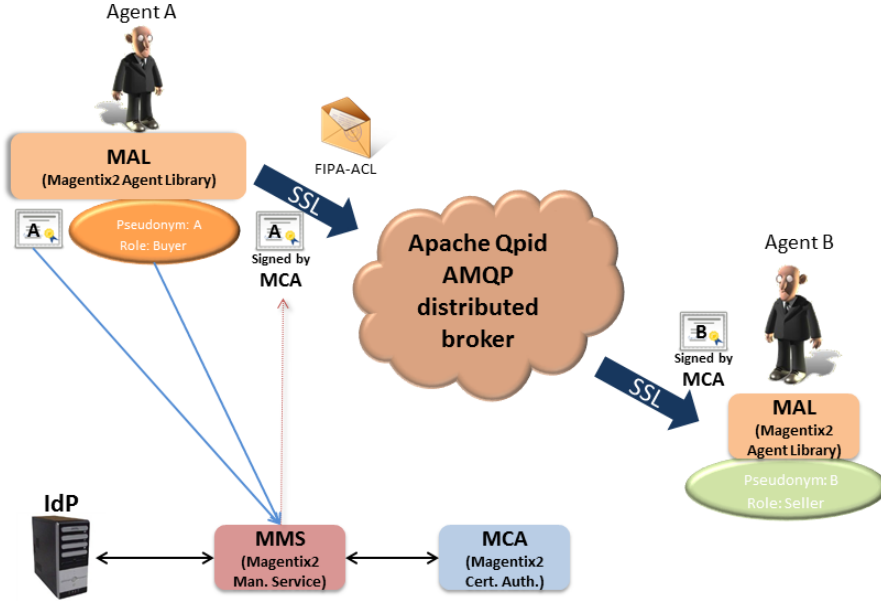 Agent A
MAL
(Magentix2 Agent Library)
FIPA-ACL
SSL
A
Pseudonym: A
Role: Buyer
A
Signed by
MCA
Apache Qpid
AMQP
distributed
broker
Agent B
B
Signed by
MCA
SSL
MAL
(Magentix2
Agent Library)
Pseudonym: B
Role: Seller
IdP
MMS
(Magentix2
Man. Service)
MCA
(Magentix2
Cert. Auth.)